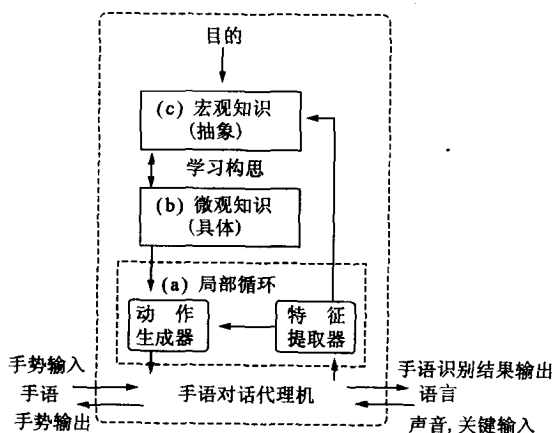 目的
(c) 宏观知识
(抽象)
学习构思
(b) 微观知识
(具体)
(a) 局部循环
动 作
生成器
特 征
提取器
手势输入
手语
手势输出
手语对话代理机
手语识别结果输出
语言
声音,关键输入